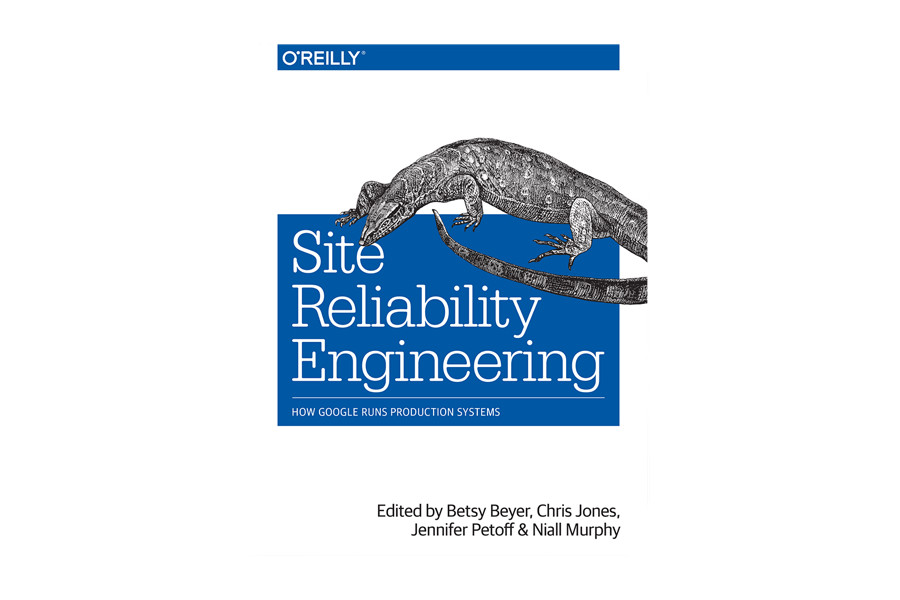 O'REILLY®
Site
Reliability
Engineering
HOW GOOGLE RUNS PRODUCTION SYSTEMS
Edited by Betsy Beyer, Chris Jones,
Jennifer Petoff & Niall Murphy